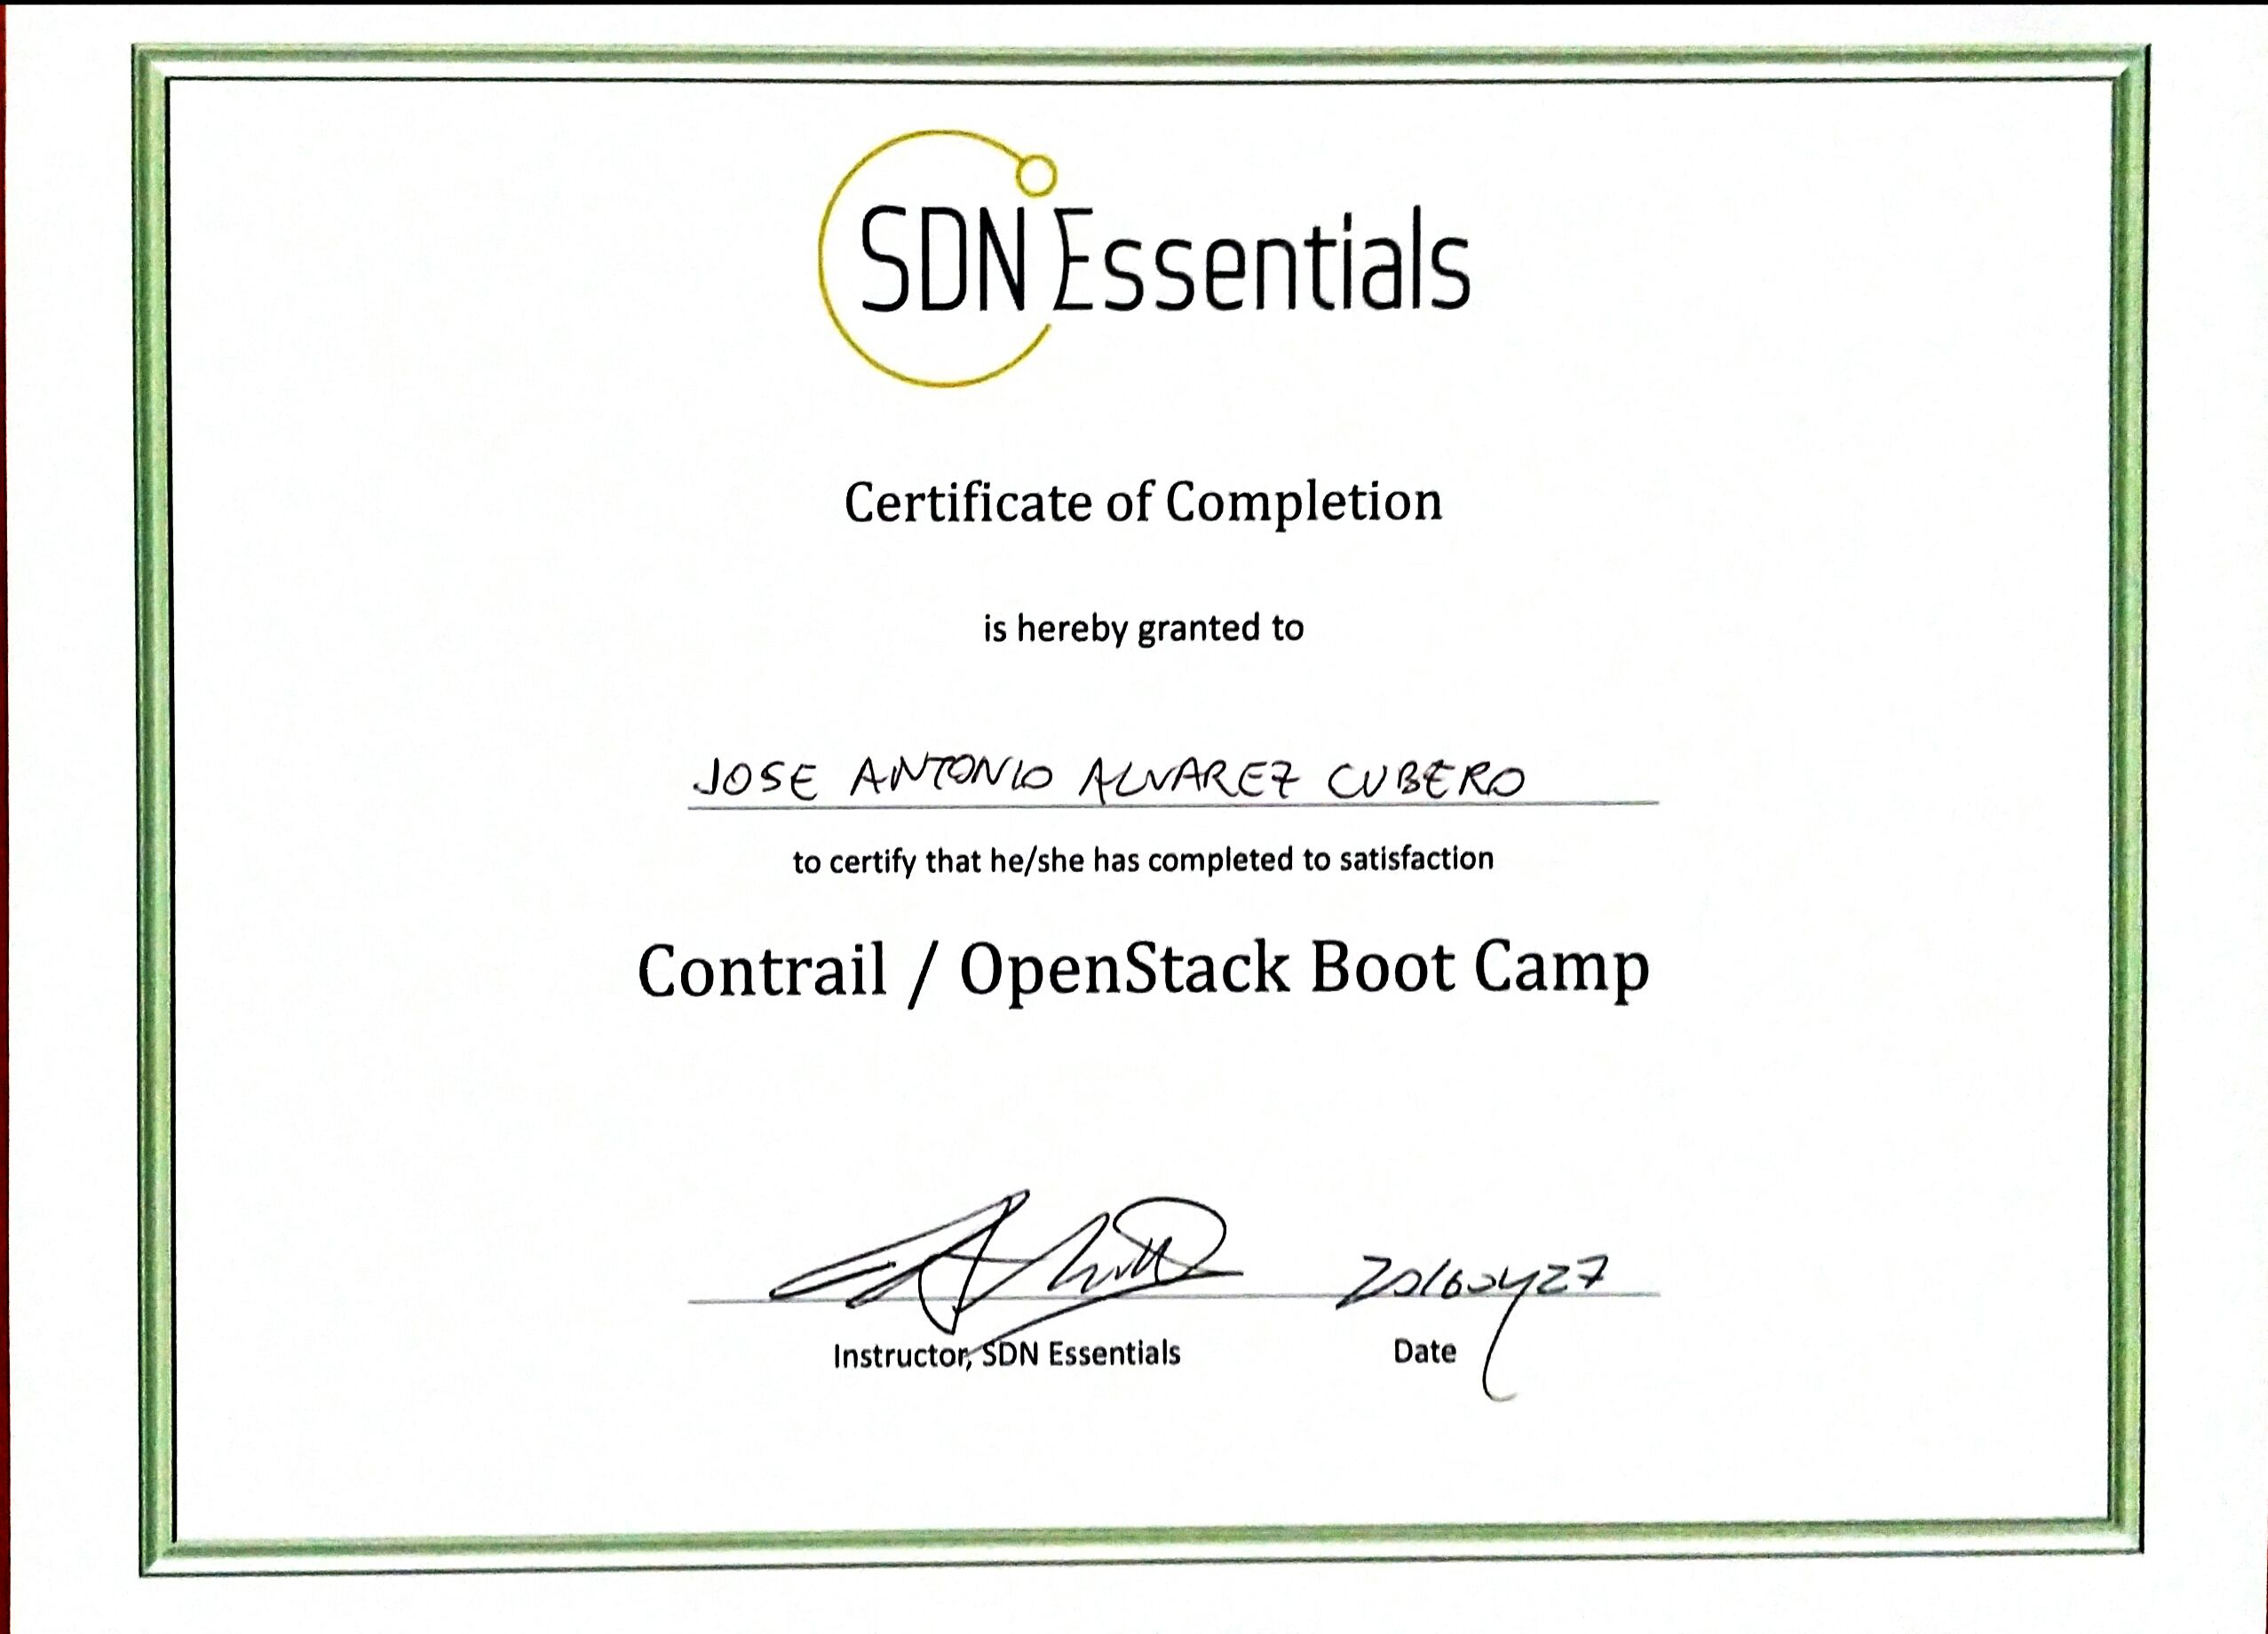 SDN Essentials
Certificate of Completion
is hereby granted to
JOSE ANTONIO ALVAREZ CUBERO
to certify that he/she has completed to satisfaction
Contrail / OpenStack Boot Camp
20160427
Instructor, SDN Essentials Date